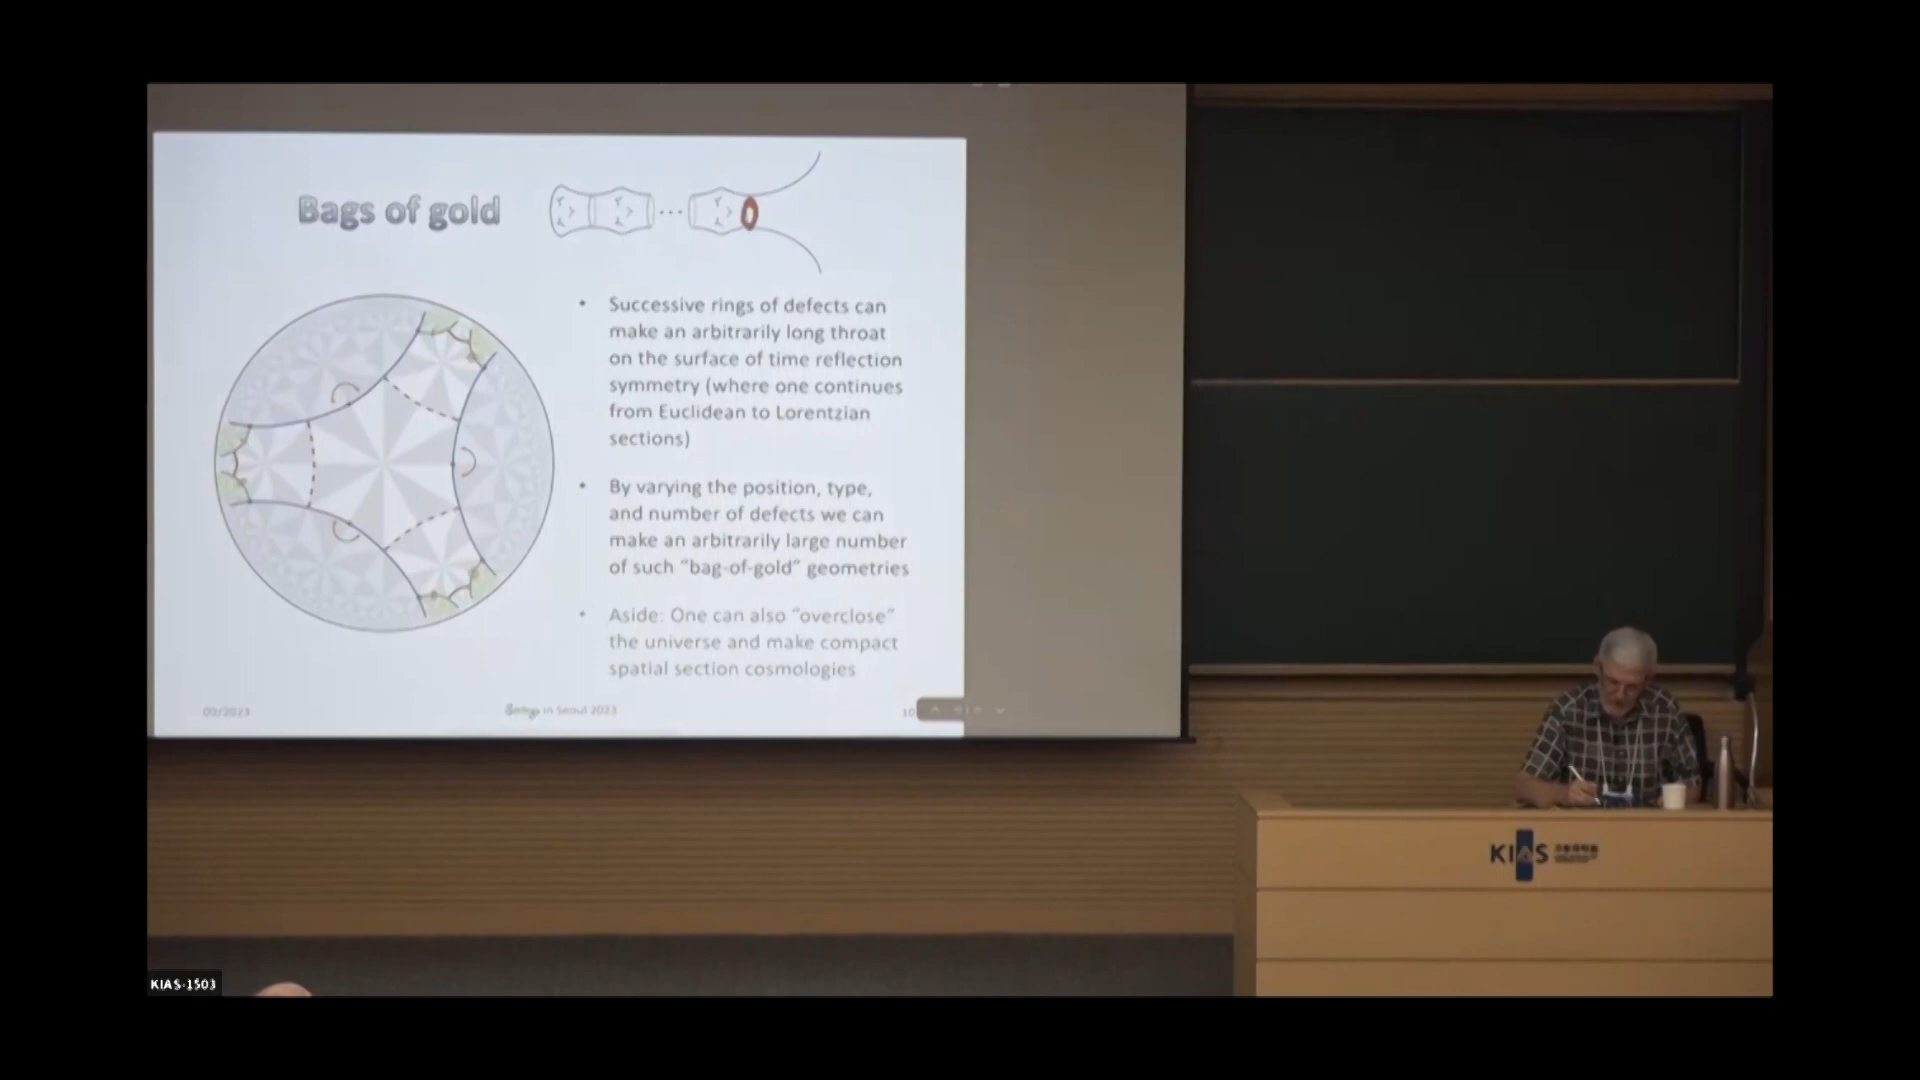 Bags of gold
• Successive rings of defects can
make an arbitrarily long throat
on the surface of time reflection
symmetry (where one continues
from Euclidean to Lorentzian
sections)
• By varying the position, type,
and number of defects we can
make an arbitrarily large number
of such “bag-of-gold” geometries
• Aside: One can also “overclose”
the universe and make compact
spatial section cosmologies
09/2023
in Seoul 2023
10
KIAS
KIAS-1503